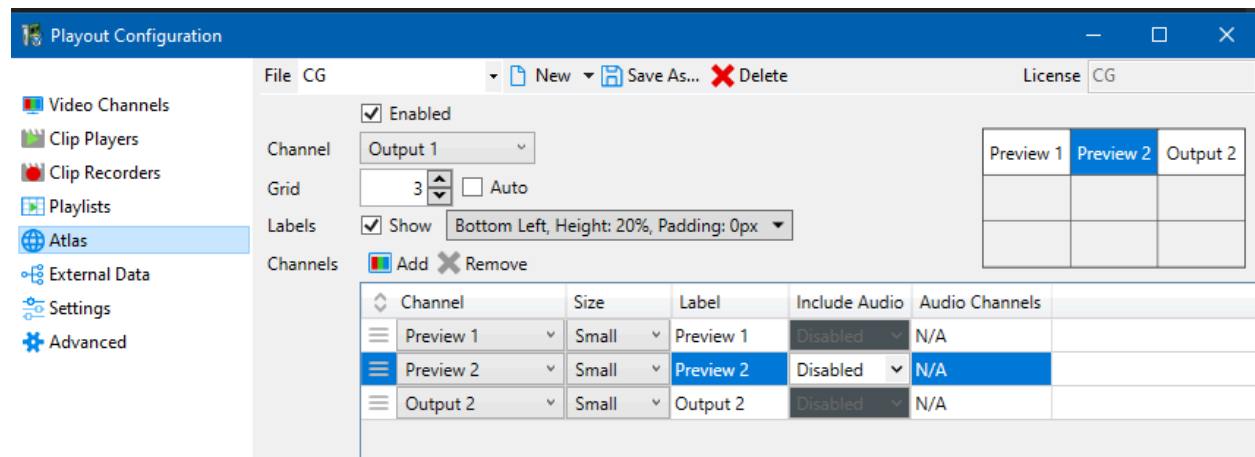 Playout Configuration
File CG New Save As... Delete License CG
Video Channels
Clip Players
Clip Recorders
Playlists
Atlas
External Data
Settings
Advanced
Enabled
Channel Output 1
Grid 3 Auto
Labels Show Bottom Left, Height: 20%, Padding: 0px
Channels Add Remove
Preview 1 Preview 2 Output 2
Channel Size Label Include Audio Audio Channels
Preview 1 Small Preview 1 Disabled N/A
Preview 2 Small Preview 2 Disabled N/A
Output 2 Small Output 2 Disabled N/A